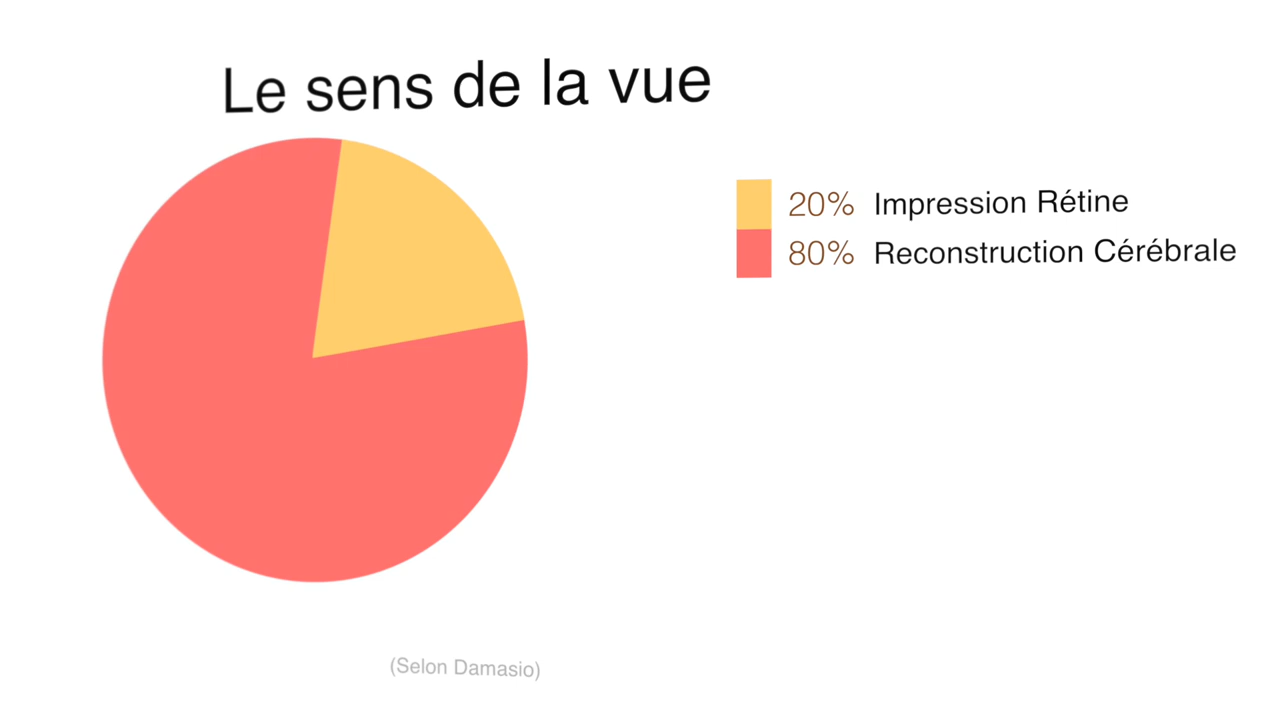 Le sens de la vue
20% Impression Rétine
80% Reconstruction Cérébrale
(Selon Damasio)